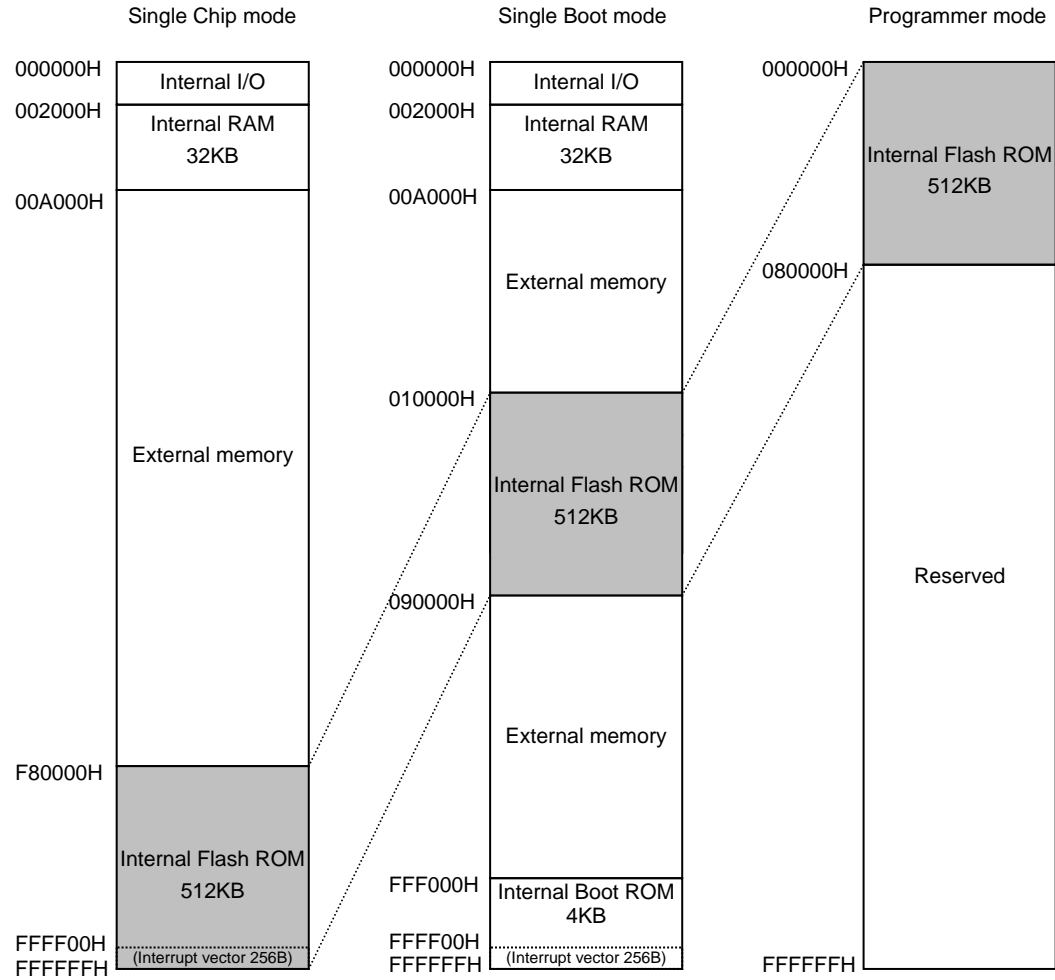 Single Chip mode
000000H
Internal I/O
002000H
Internal RAM
32KB
00A000H
External memory
F80000H
Internal Flash ROM
512KB
FFFF00H
(Interrupt vector 256B)
FFFFFFH
Single Boot mode
000000H
Internal I/O
002000H
Internal RAM
32KB
00A000H
External memory
010000H
Internal Flash ROM
512KB
090000H
External memory
FFF000H
Internal Boot ROM
4KB
FFFF00H
(Interrupt vector 256B)
FFFFFFH
Programmer mode
000000H
Internal Flash ROM
512KB
080000H
Reserved
FFFFFFH